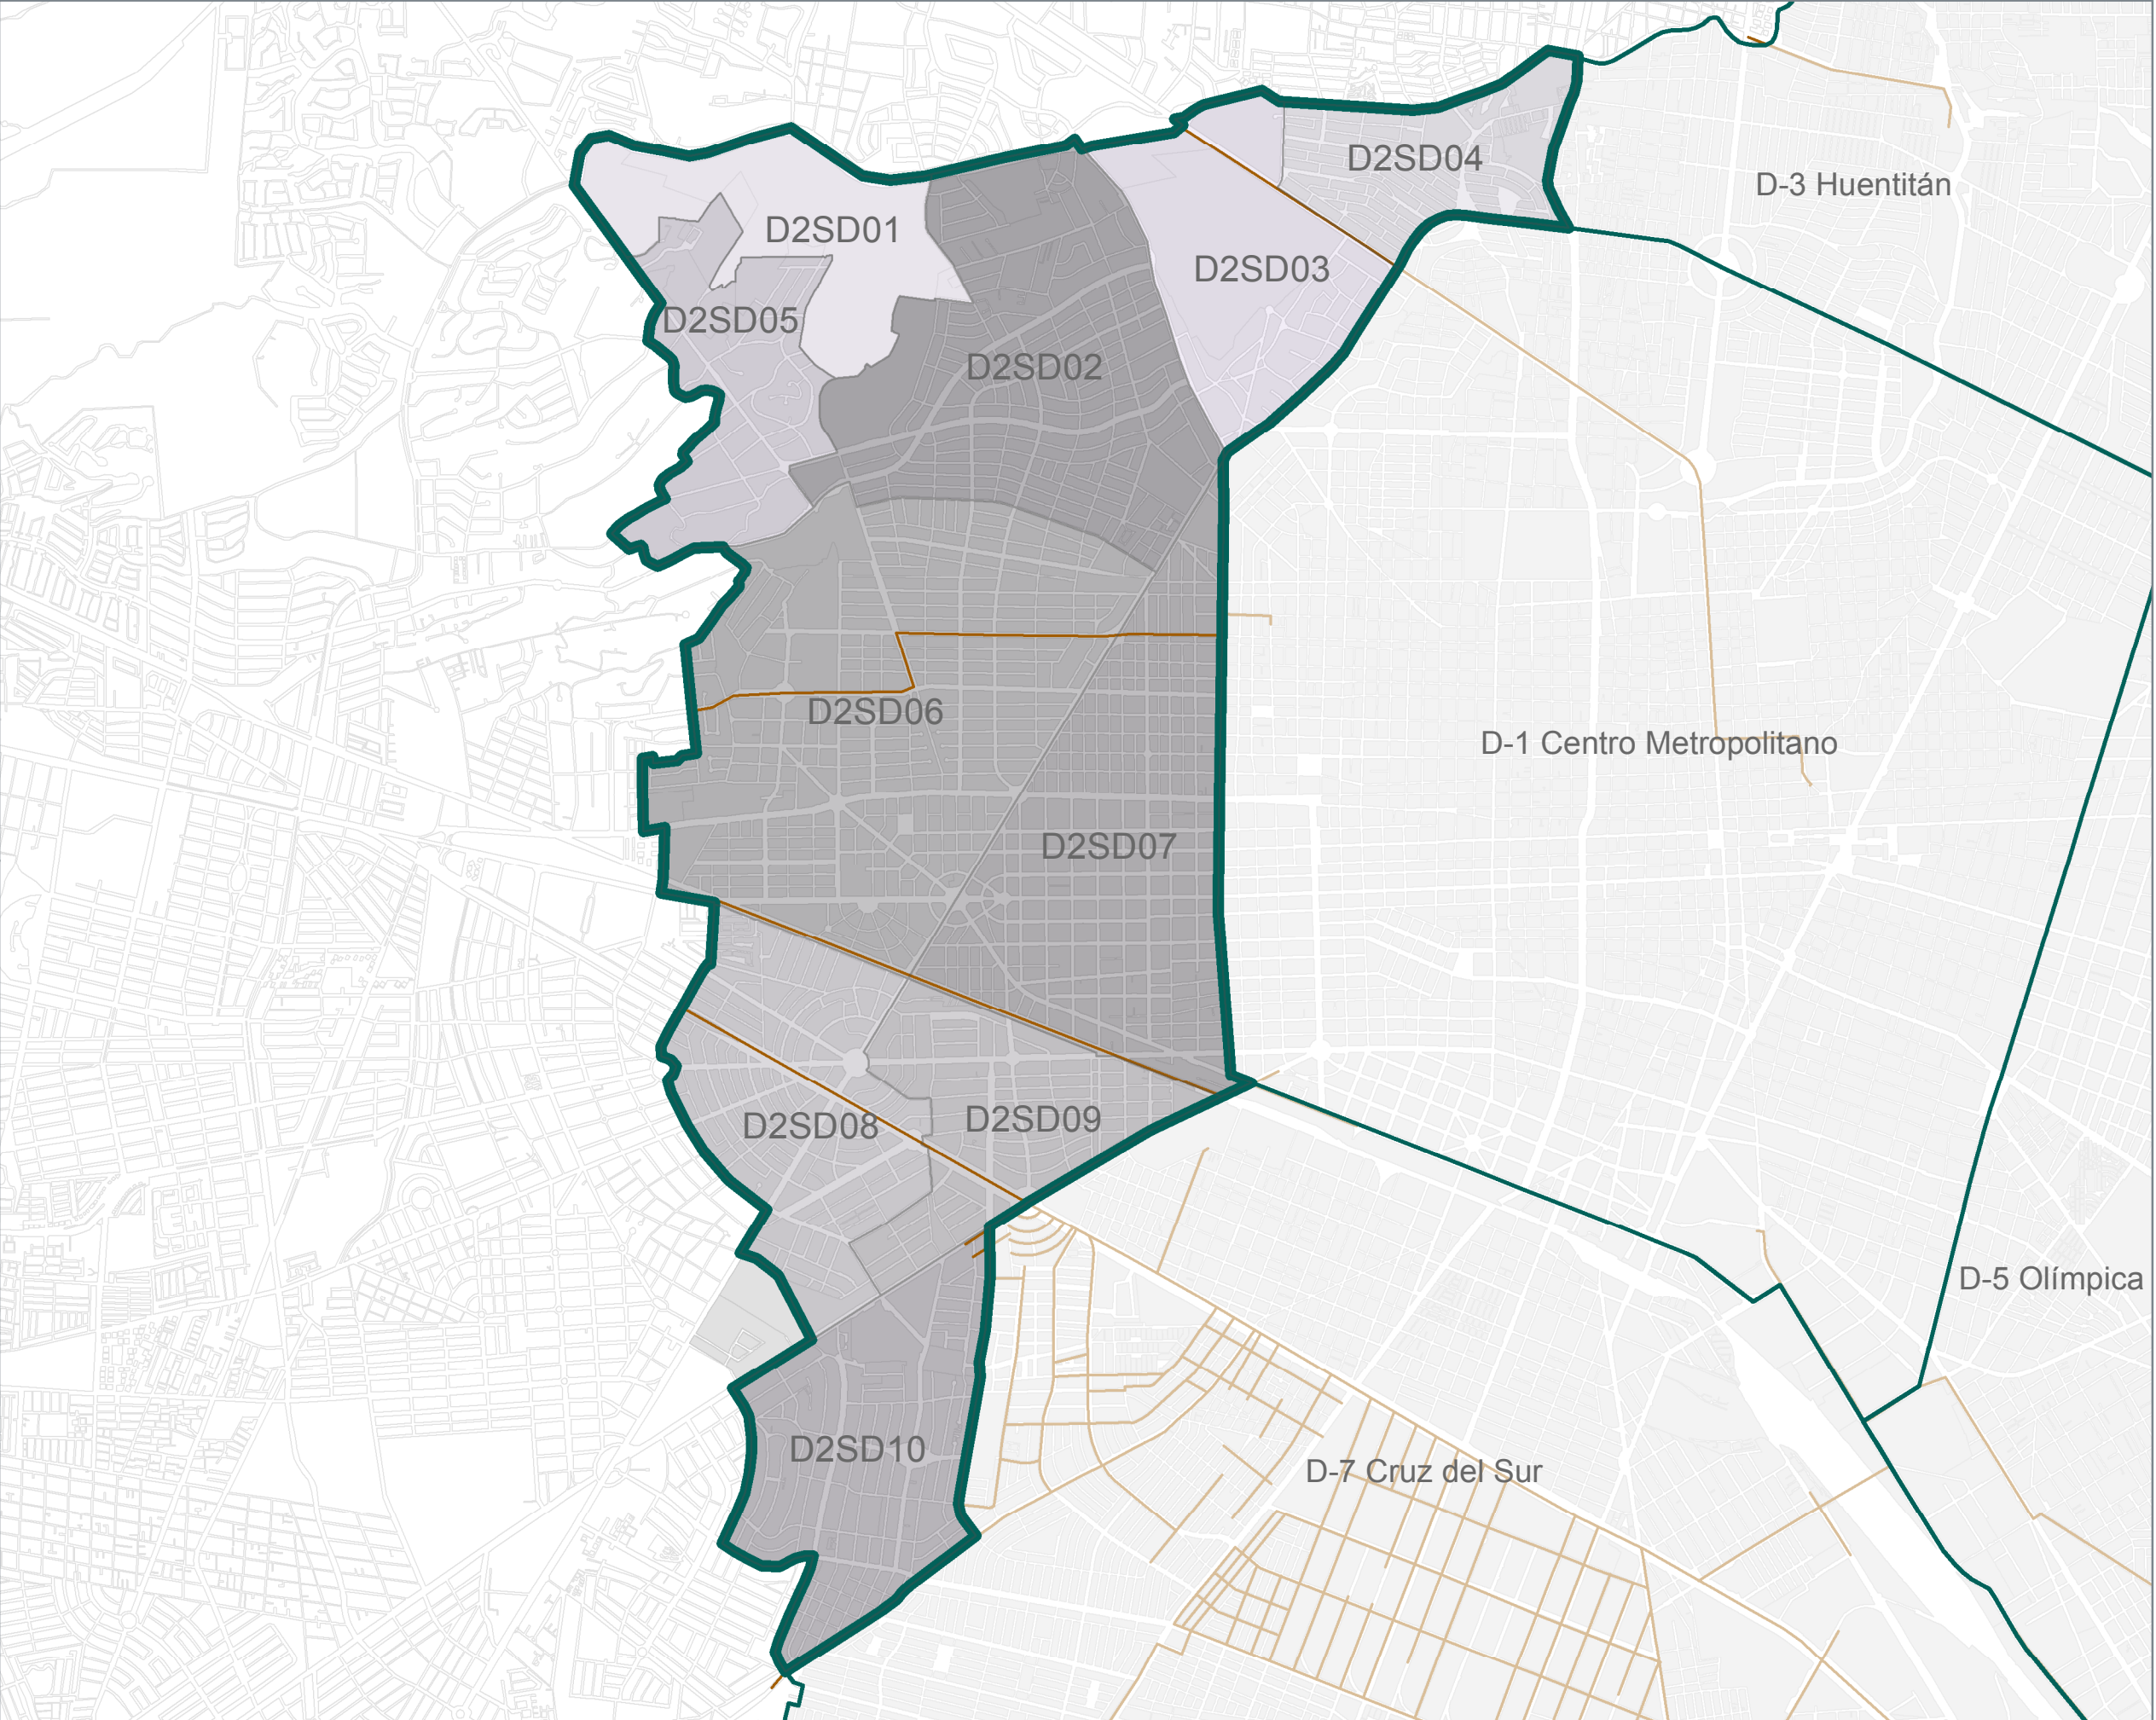 D2SD04
D-3 Huentitán
D2SD01
D2SD03
D2SD05
D2SD02
D2SD06
D-1 Centro Metropolitano
D2SD07
D2SD08
D2SD09
D-5 Olímpica
D2SD10
D-7 Cruz del Sur